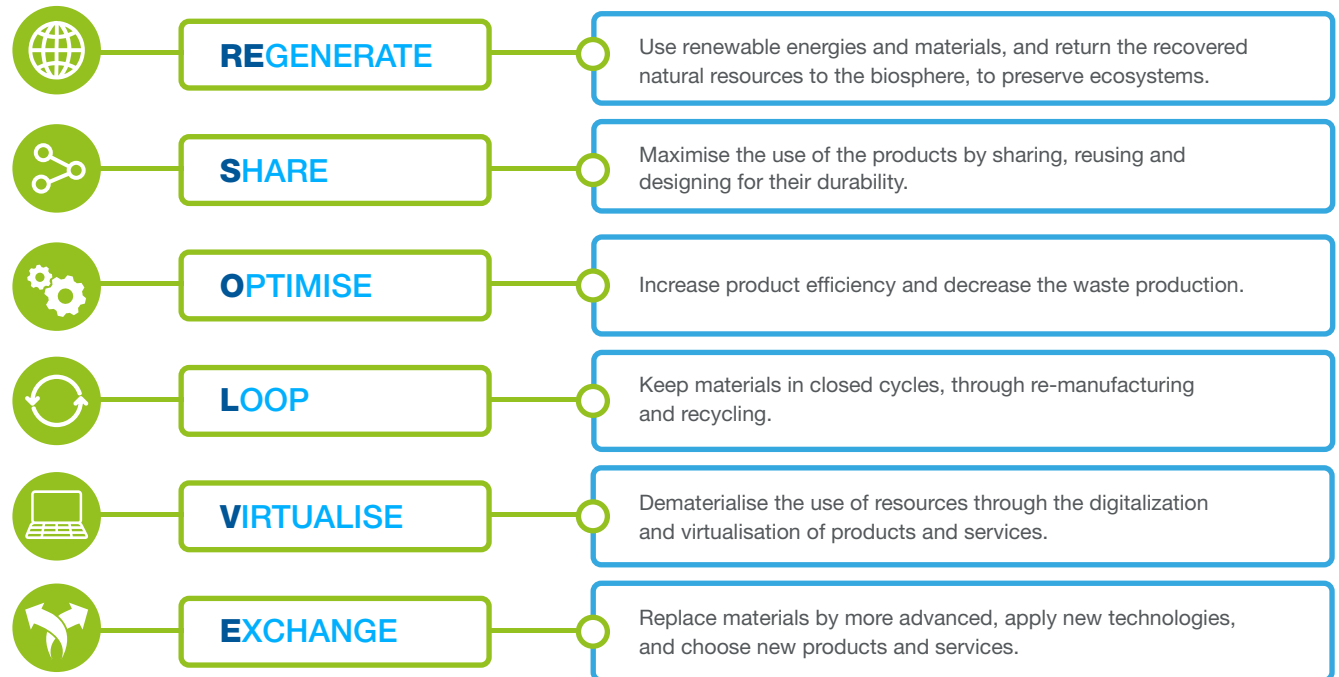 REGENERATE
Use renewable energies and materials, and return the recovered
natural resources to the biosphere, to preserve ecosystems.
SHARE
Maximise the use of the products by sharing, reusing and
designing for their durability.
OPTIMISE
Increase product efficiency and decrease the waste production.
LOOP
Keep materials in closed cycles, through re-manufacturing
and recycling.
VIRTUALISE
Dematerialise the use of resources through the digitalization
and virtualisation of products and services.
EXCHANGE
Replace materials by more advanced, apply new technologies,
and choose new products and services.